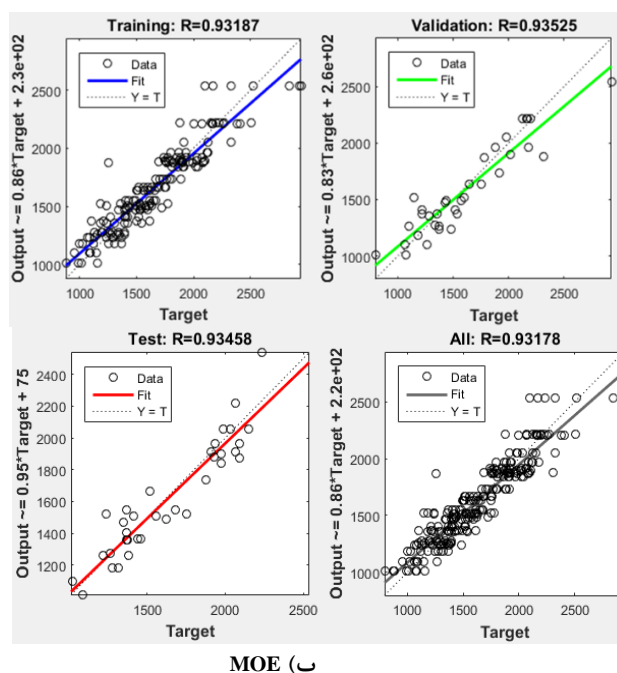 Training: R=0.93187
Output ~= 0.86*Target + 2.3e+02
Data
Fit
Y = T
2500
2000
1500
1000
1000 1500 2000 2500
Target
Validation: R=0.93525
Output ~= 0.83*Target + 2.6e+02
Data
Fit
Y = T
2500
2000
1500
1000
1000 1500 2000 2500
Target
Test: R=0.93458
Output ~= 0.95*Target + 75
Data
Fit
Y = T
2400
2200
2000
1800
1600
1400
1200
1500 2000 2500
Target
All: R=0.93178
Output ~= 0.86*Target + 2.2e+02
Data
Fit
Y = T
2500
2000
1500
1000
1000 1500 2000 2500
Target
ب) MOE